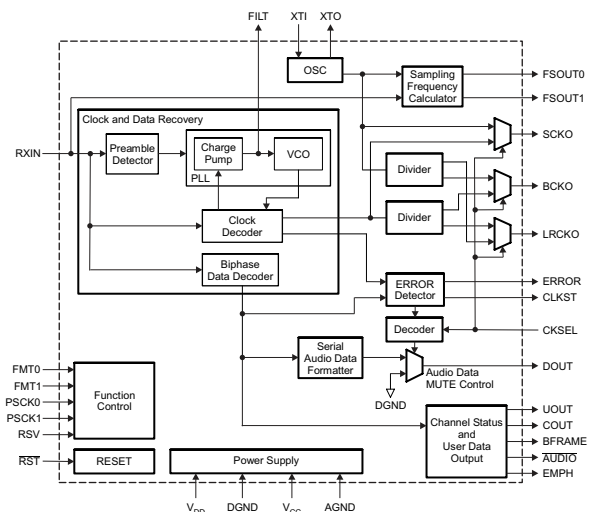 FILT XTI XTO
OSC
Sampling
Frequency
Calculator
FSOUT0
FSOUT1
Clock and Data Recovery
RXIN
Preamble
Detector
Charge
Pump
VCO
PLL
Clock
Decoder
Biphase
Data Decoder
Divider
Divider
SCKO
BCKO
LRCKO
ERROR
Detector
ERROR
CLKST
Decoder
CKSEL
Serial
Audio Data
Formatter
Audio Data
MUTE Control
DOUT
DGND
FMT0
FMT1
PSCK0
PSCK1
RSV
Function
Control
RST
RESET
Power Supply
Channel Status
and
User Data
Output
UOUT
COUT
BFRAME
AUDIO
EMPH
VDD DGND VCC AGND